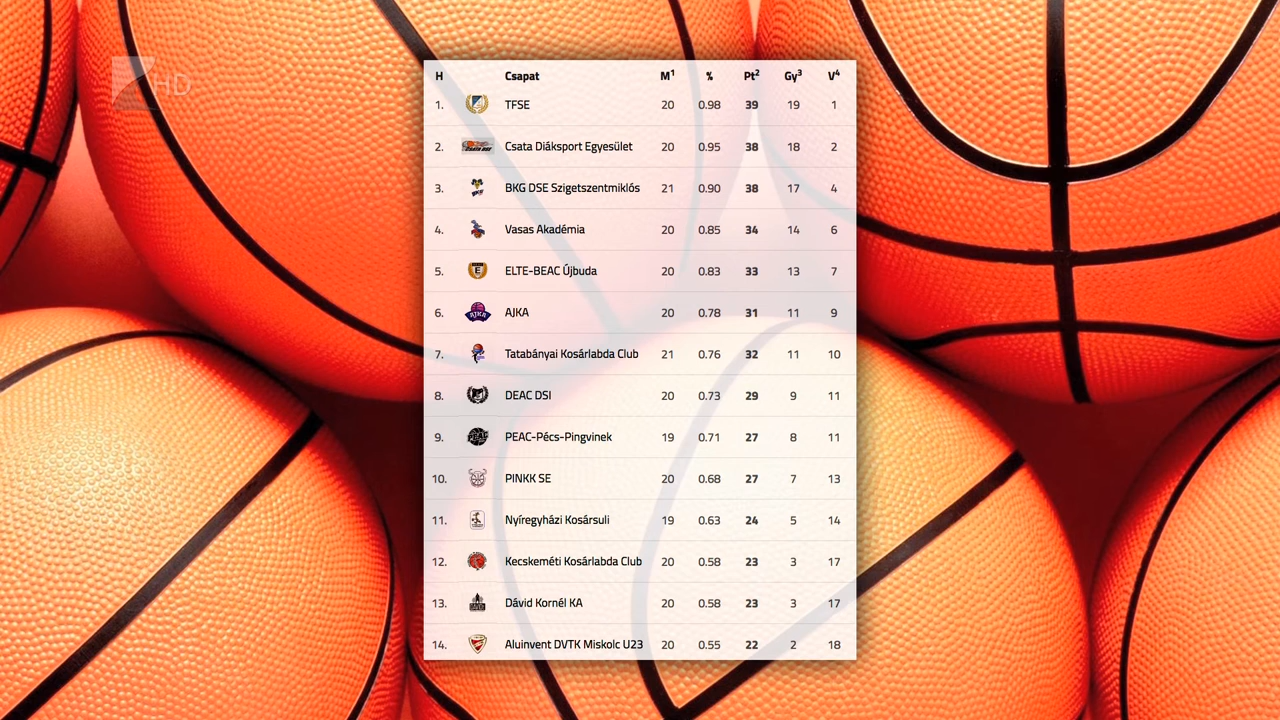 HD
H Csapat M¹ % Pt² Gy³ V⁴
1. TFSE 20 0.98 39 19 1
2. Csata Diáksport Egyesület 20 0.95 38 18 2
3. BKG DSE Szigetszentmiklós 21 0.90 38 17 4
4. Vasas Akadémia 20 0.85 34 14 6
5. ELTE-BEAC Újbuda 20 0.83 33 13 7
6. AJKA 20 0.78 31 11 9
7. Tatabányai Kosárlabda Club 21 0.76 32 11 10
8. DEAC DSI 20 0.73 29 9 11
9. PEAC-Pécs-Pingvinek 19 0.71 27 8 11
10. PINKK SE 20 0.68 27 7 13
11. Nyíregyházi Kosársuli 19 0.63 24 5 14
12. Kecskeméti Kosárlabda Club 20 0.58 23 3 17
13. Dávid Kornél KA 20 0.58 23 3 17
14. Aluinvent DVTK Miskolc U23 20 0.55 22 2 18